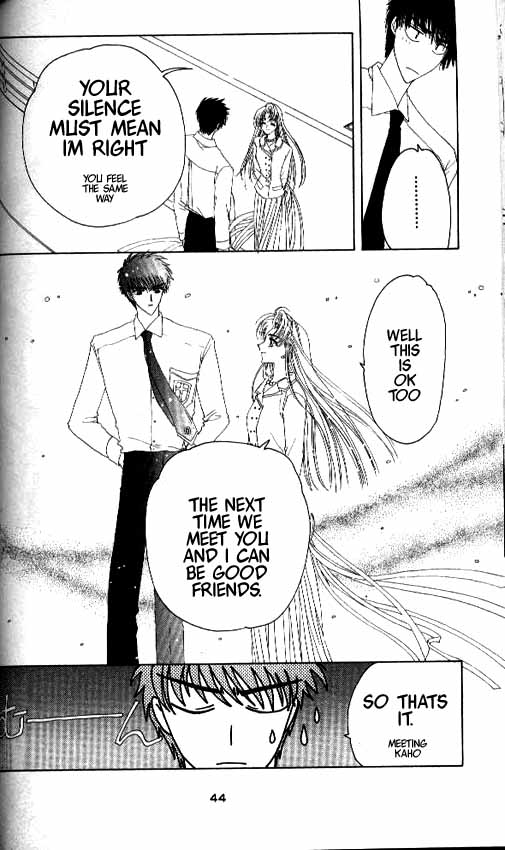 .........
YOUR
SILENCE
MUST MEAN
IM RIGHT
YOU FEEL
THE SAME
WAY
WELL
THIS
IS
OK
TOO
THE NEXT
TIME WE
MEET YOU
AND I CAN
BE GOOD
FRIENDS.
SO THATS
IT.
MEETING
KAHO
44